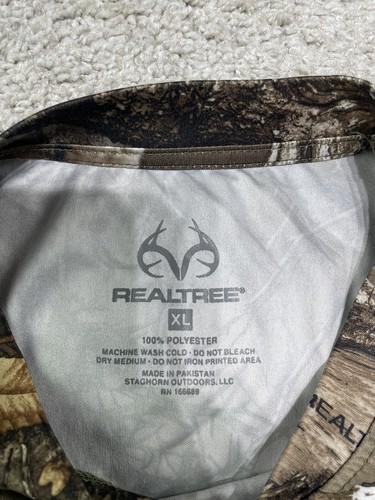 REALTREE®
XL
100% POLYESTER
MACHINE WASH COLD · DO NOT BLEACH
DRY MEDIUM · DO NOT IRON PRINTED AREA
MADE IN PAKISTAN
STAGHORN OUTDOORS, LLC
RN 166689
REALT